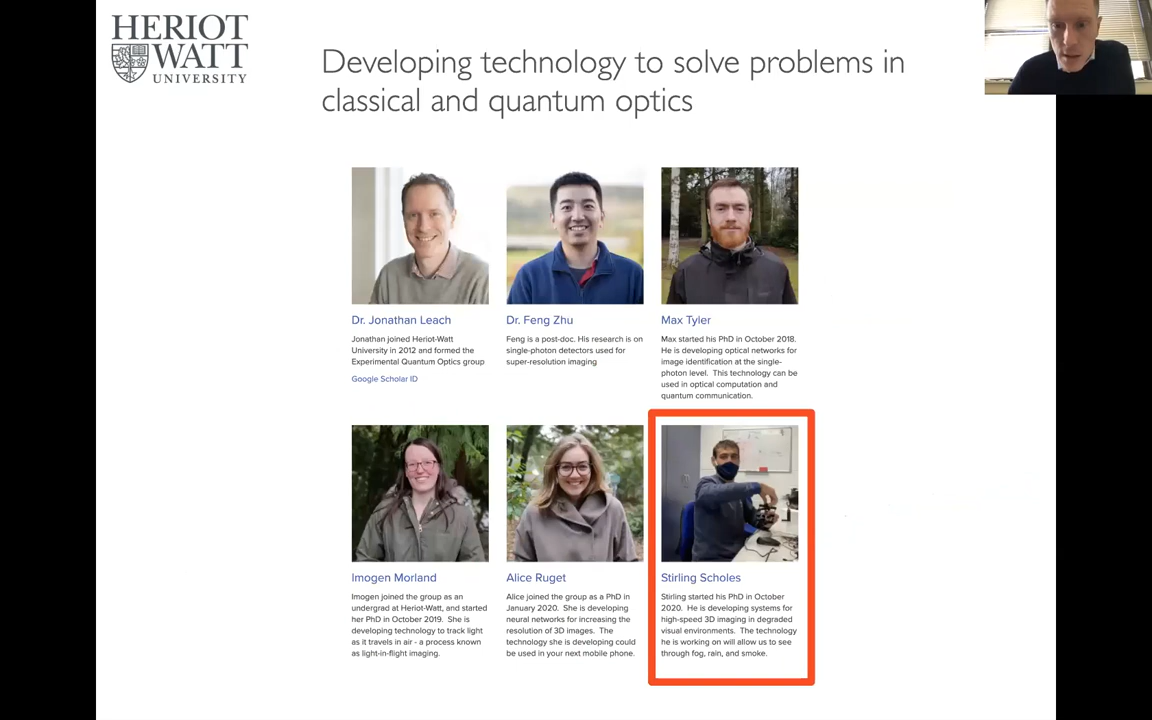 HERIOT
WATT
UNIVERSITY
Developing technology to solve problems in
classical and quantum optics
Dr. Jonathan Leach
Jonathan joined Heriot-Watt
University in 2012 and formed the
Experimental Quantum Optics group
Google Scholar ID
Dr. Feng Zhu
Feng is a post-doc. His research is on
single-photon detectors used for
super-resolution imaging
Max Tyler
Max started his PhD in October 2018.
He is developing optical networks for
image identification at the single-
photon level. This technology can be
used in optical computation and
quantum communication.
Imogen Morland
Imogen joined the group as an
undergrad at Heriot-Watt, and started
her PhD in October 2019. She is
developing technology to track light
as it travels in air - a process known
as light-in-flight imaging.
Alice Ruget
Alice joined the group as a PhD in
January 2020. She is developing
neural networks for increasing the
resolution of 3D images. The
technology she is developing could
be used in your next mobile phone.
Stirling Scholes
Stirling started his PhD in October
2020. He is developing systems for
high-speed 3D imaging in degraded
visual environments. The technology
he is working on will allow us to see
through fog, rain, and smoke.